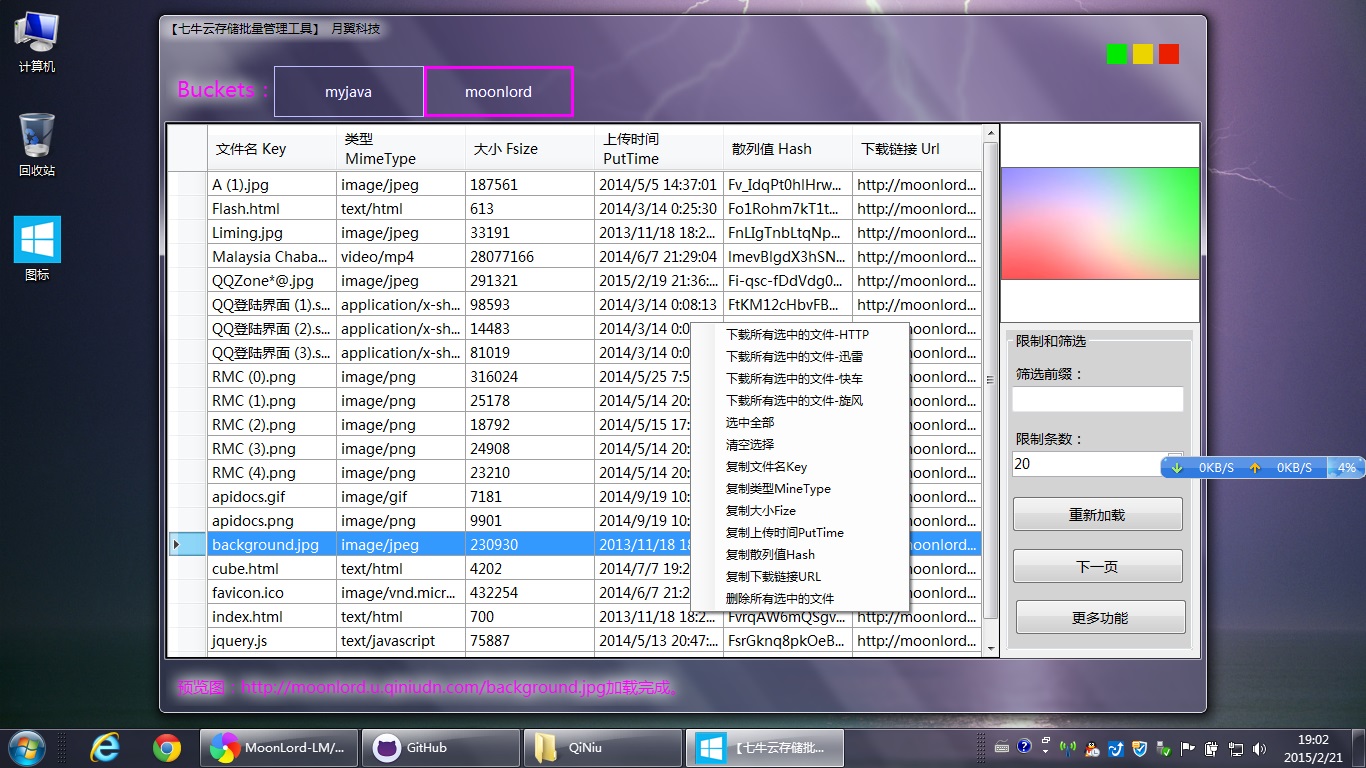 计算机
回收站
图标
【七牛云存储批量管理工具】 月翼科技
Buckets： myjava moonlord
文件名 Key 类型 MimeType 大小 Fsize 上传时间 PutTime 散列值 Hash 下载链接 Url
A (1).jpg image/jpeg 187561 2014/5/5 14:37:01 Fv_IdqPt0hlHrw... http://moonlord...
Flash.html text/html 613 2014/3/14 0:25:30 Fo1Rohm7kT1t... http://moonlord...
Liming.jpg image/jpeg 33191 2013/11/18 18:2... FnLIgTnbLtqNp... http://moonlord...
Malaysia Chaba... video/mp4 28077166 2014/6/7 21:29:04 lmevBIgdX3hSN... http://moonlord...
QQZone*@.jpg image/jpeg 291321 2015/2/19 21:36:... Fi-qsc-fDdVdg0... http://moonlord...
QQ登陆界面 (1).s... application/x-sh... 98593 2014/3/14 0:08:13 FtKM12cHbvFB... http://moonlord...
QQ登陆界面 (2).s... application/x-sh... 14483 2014/3/14 0:0 moonlord...
QQ登陆界面 (3).s... application/x-sh... 81019 2014/3/14 0:0 moonlord...
RMC (0).png image/png 316024 2014/5/25 7:5 moonlord...
RMC (1).png image/png 25178 2014/5/14 20: moonlord...
RMC (2).png image/png 18792 2014/5/15 17: moonlord...
RMC (3).png image/png 24908 2014/5/14 20: moonlord...
RMC (4).png image/png 23210 2014/5/14 20: moonlord...
apidocs.gif image/gif 7181 2014/9/19 10: moonlord...
apidocs.png image/png 9901 2014/9/19 10: moonlord...
background.jpg image/jpeg 230930 2013/11/18 18 moonlord...
cube.html text/html 4202 2014/7/7 19:2 moonlord...
favicon.ico image/vnd.micr... 432254 2014/6/7 21:2 moonlord...
index.html text/html 700 2013/11/18 18:2... FvrqAW6mQSgv... http://moonlord...
jquery.js text/javascript 75887 2014/5/13 20:47:... FsrGknq8pkOeB... http://moonlord...
下载所有选中的文件-HTTP
下载所有选中的文件-迅雷
下载所有选中的文件-快车
下载所有选中的文件-旋风
选中全部
清空选择
复制文件名Key
复制类型MineType
复制大小Fize
复制上传时间PutTime
复制散列值Hash
复制下载链接URL
删除所有选中的文件
限制和筛选
筛选前缀：
限制条数：
20
0KB/S 0KB/S 4%
重新加载
下一页
更多功能
预览图：http://moonlord.u.qiniudn.com/background.jpg加载完成。
MoonLord-LM/... GitHub QiNiu 【七牛云存储批...
19:02
2015/2/21